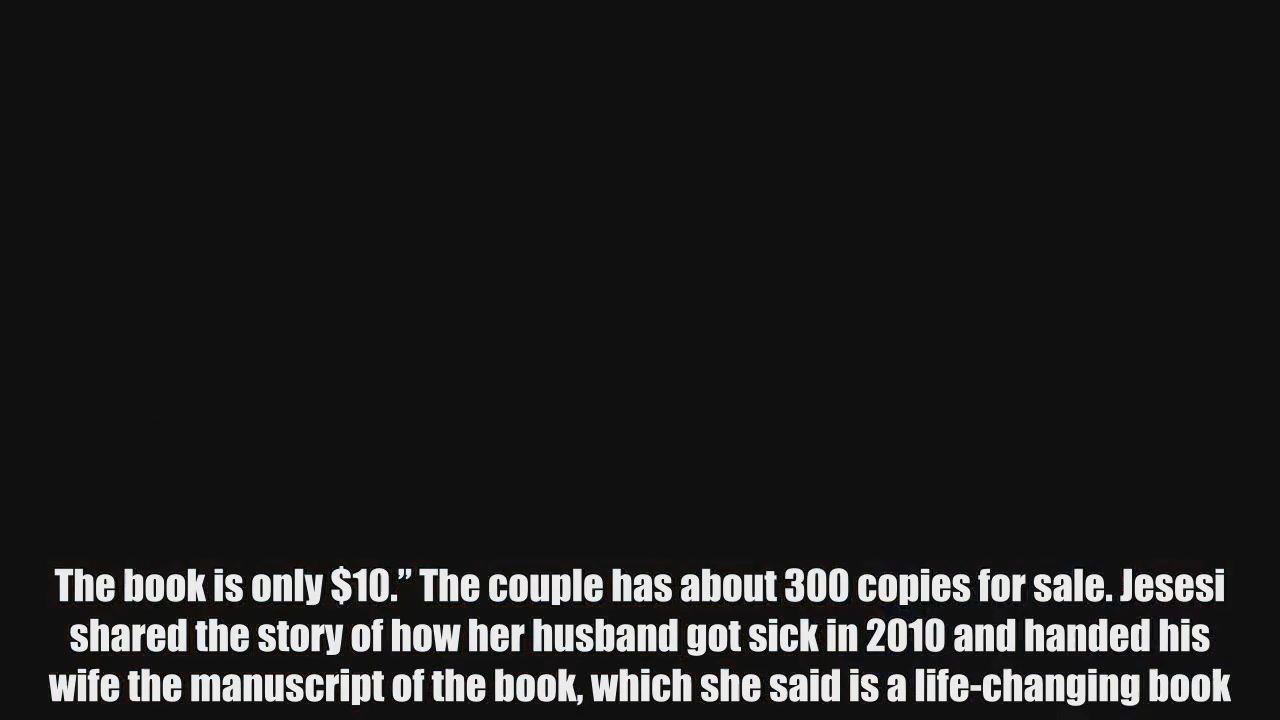 The book is only $10.” The couple has about 300 copies for sale. Jesesi
shared the story of how her husband got sick in 2010 and handed his
wife the manuscript of the book, which she said is a life-changing book